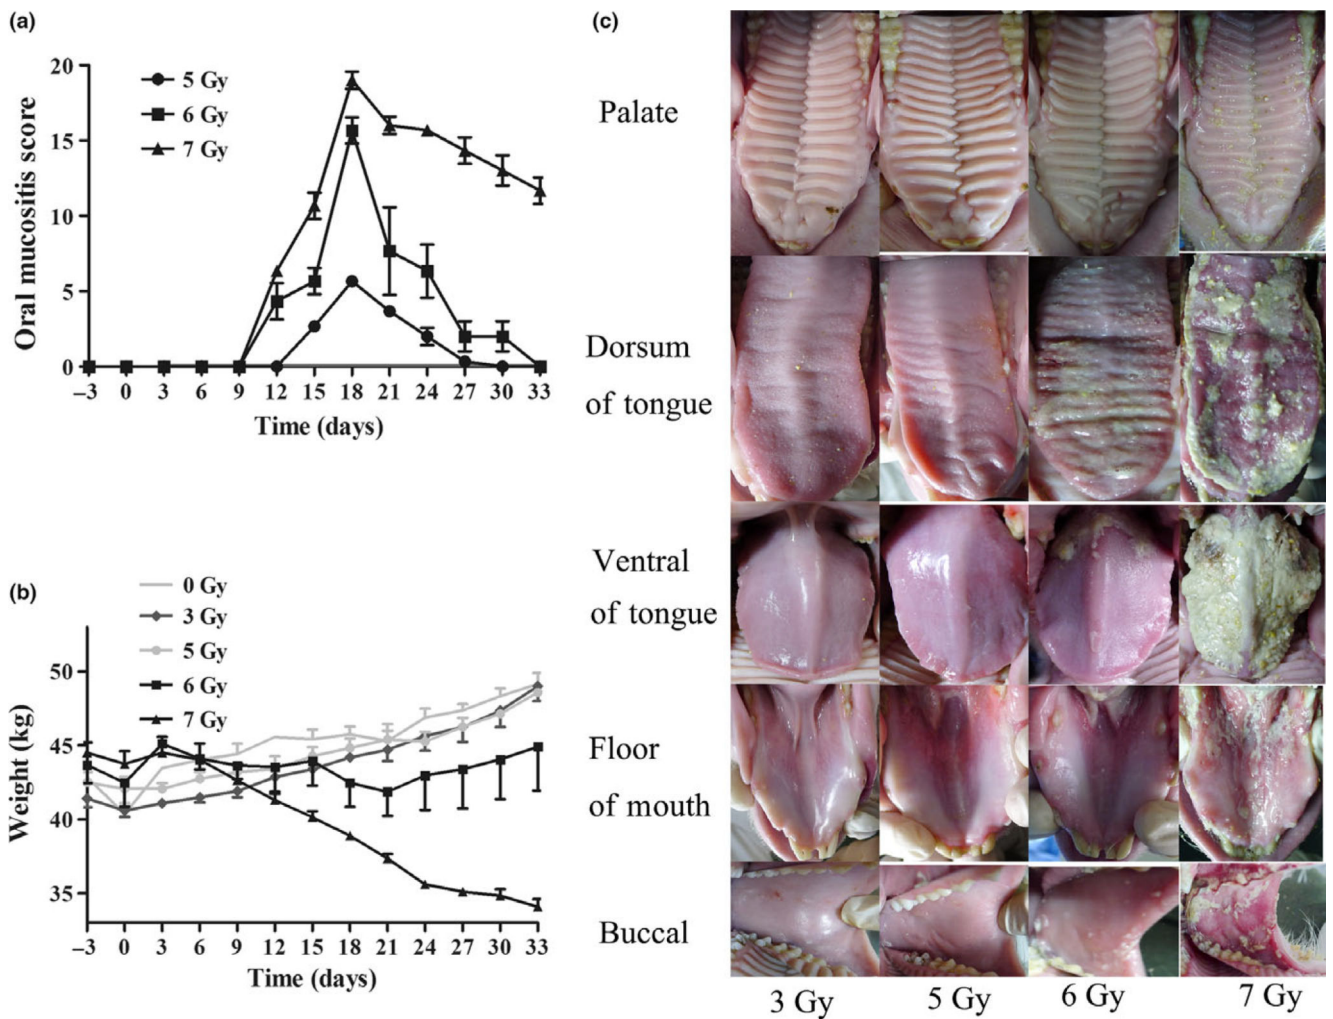 (a)
20
15
10
5
0
Oral mucositis score
5 Gy
6 Gy
7 Gy
–3 0 3 6 9 12 15 18 21 24 27 30 33
Time (days)
(b)
0 Gy
3 Gy
5 Gy
6 Gy
7 Gy
50
45
40
35
Weight (kg)
–3 0 3 6 9 12 15 18 21 24 27 30 33
Time (days)
(c)
Palate
Dorsum
of tongue
Ventral
of tongue
Floor
of mouth
Buccal
3 Gy 5 Gy 6 Gy 7 Gy